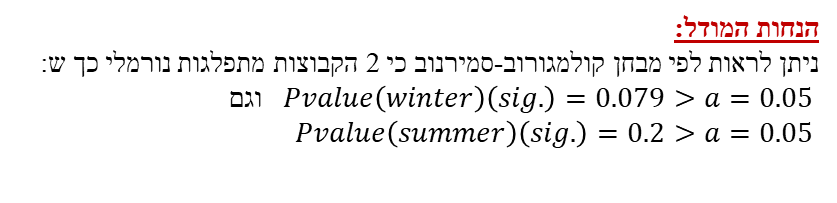 הנחות המודל:
ניתן לראות לפי מבחן קולמגורוב-סמירנוב כי 2 הקבוצות מתפלגות נורמלי כך ש:
Pvalue(winter)(sig.) = 0.079 > a = 0.05 וגם
Pvalue(summer)(sig.) = 0.2 > a = 0.05